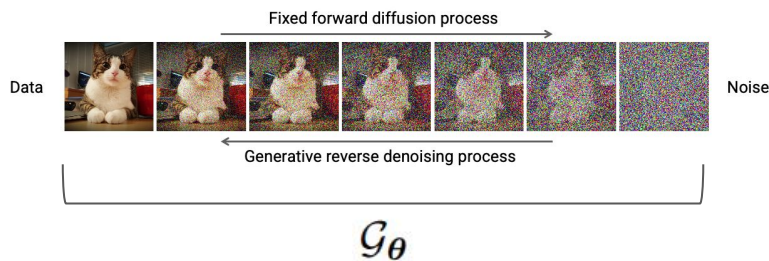 Fixed forward diffusion process
Data
Noise
Generative reverse denoising process
𝒢θ